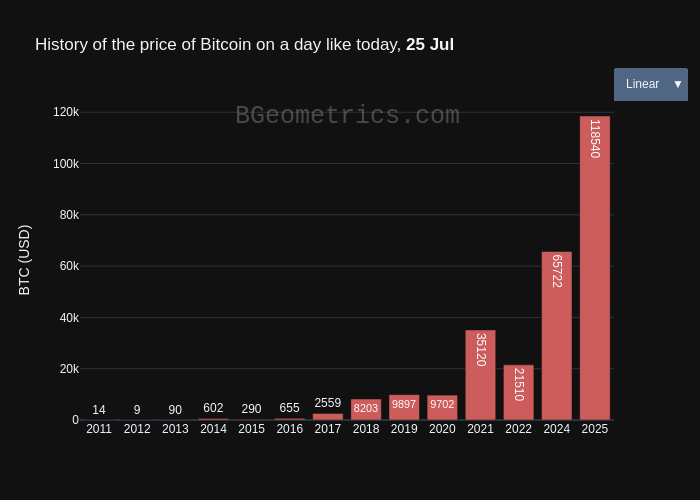 History of the price of Bitcoin on a day like today, 25 Jul
Linear ▼
BGeometrics.com
BTC (USD)
120k
100k
80k
60k
40k
20k
0
14 9 90 602 290 655 2559 8203 9897 9702 35120 21510 65722 118540
2011 2012 2013 2014 2015 2016 2017 2018 2019 2020 2021 2022 2024 2025